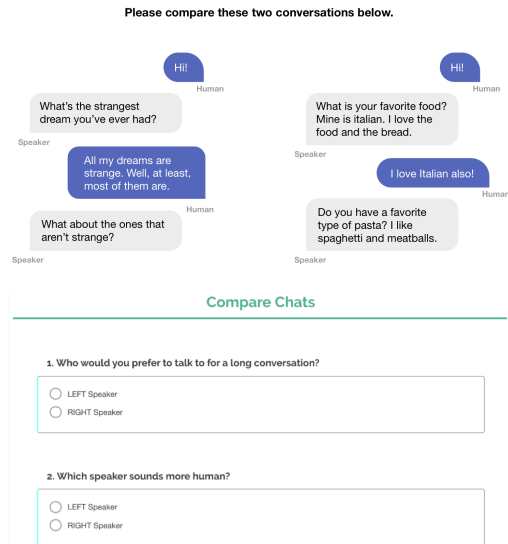 Please compare these two conversations below.
Hi!
Human
What's the strangest
dream you've ever had?
Speaker
All my dreams are
strange. Well, at least,
most of them are.
Human
What about the ones that
aren't strange?
Speaker
Hi!
Human
What is your favorite food?
Mine is italian. I love the
food and the bread.
Speaker
I love Italian also!
Human
Do you have a favorite
type of pasta? I like
spaghetti and meatballs.
Speaker
Compare Chats
1. Who would you prefer to talk to for a long conversation?
LEFT Speaker
RIGHT Speaker
2. Which speaker sounds more human?
LEFT Speaker
RIGHT Speaker